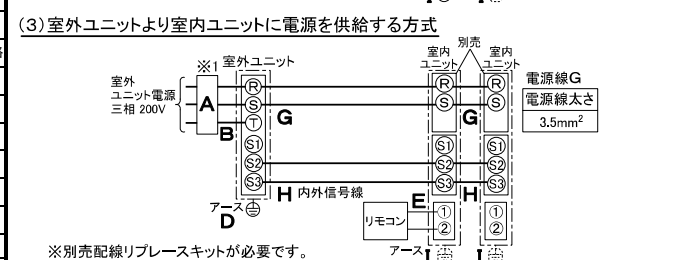 (3)室外ユニットより室内ユニットに電源を供給する方式
※1 室外ユニット
別売
室内ユニット
室内ユニット
室外
ユニット電源
三相 200V
A
B
R
S
T
S1
S2
S3
G
H 内外信号線
アース
D
R
S
S1
S2
S3
①
②
E
リモコン
アース
I
G
H
R
S
S1
S2
S3
①
②
I
電源線G
電源線太さ
3.5mm²
※別売配線リプレースキットが必要です。